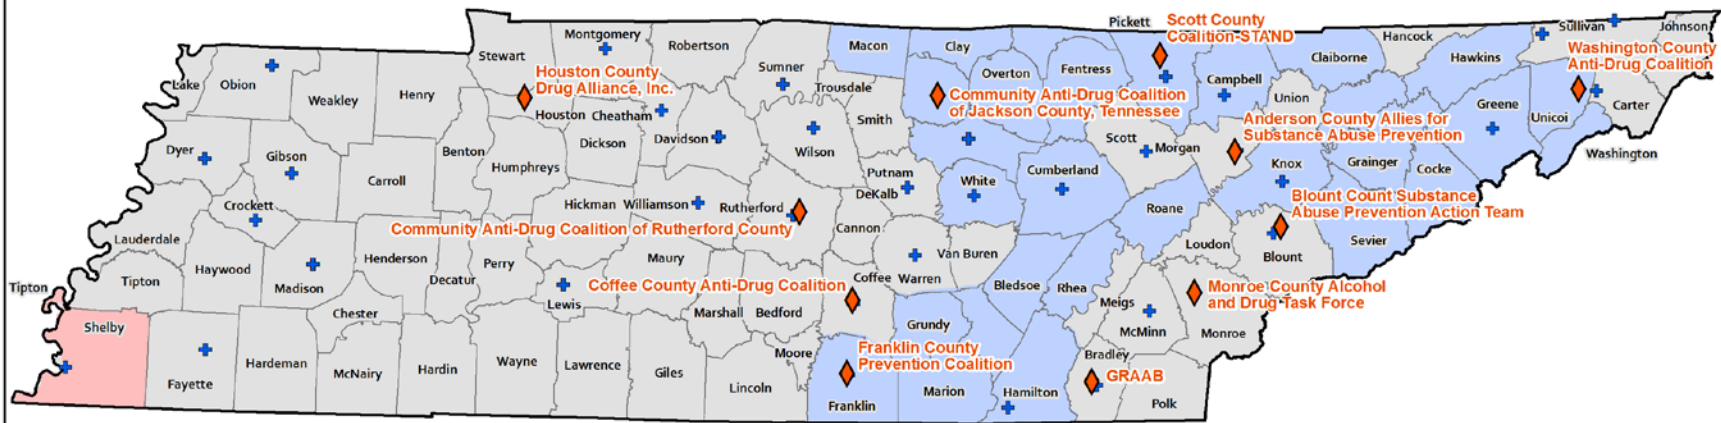 Pickett
Scott County
Coalition-STAND
Sullivan
Johnson
Washington County
Anti-Drug Coalition
Hancock
Hawkins
Claiborne
Montgomery
Robertson
Stewart
Macon
Clay
Overton
Fentress
Campbell
Union
Sumner
Trousdale
Houston County
Drug Alliance, Inc.
Lake
Obion
Weakley
Henry
Houston
Cheatham
Community Anti-Drug Coalition
of Jackson County, Tennessee
Smith
Anderson County Allies for
Substance Abuse Prevention
Greene
Unicoi
Carter
Washington
Dyer
Gibson
Benton
Dickson
Davidson
Wilson
Scott
Morgan
Knox
Grainger
Cocke
Carroll
Humphreys
Putnam
DeKalb
White
Cumberland
Crockett
Hickman
Williamson
Rutherford
Roane
Blount Count Substance
Abuse Prevention Action Team
Community Anti-Drug Coalition of Rutherford County
Cannon
Lauderdale
Loudon
Sevier
Haywood
Henderson
Perry
Maury
Van Buren
Blount
Tipton
Tipton
Madison
Decatur
Lewis
Coffee County Anti-Drug Coalition
Coffee
Warren
Bledsoe
Rhea
Monroe County Alcohol
and Drug Task Force
Meigs
McMinn
Monroe
Shelby
Chester
Marshall
Bedford
Grundy
Fayette
Hardeman
McNairy
Hardin
Wayne
Lawrence
Giles
Moore
Lincoln
Franklin County
Prevention Coalition
Franklin
Marion
Hamilton
Bradley
GRAAB
Polk